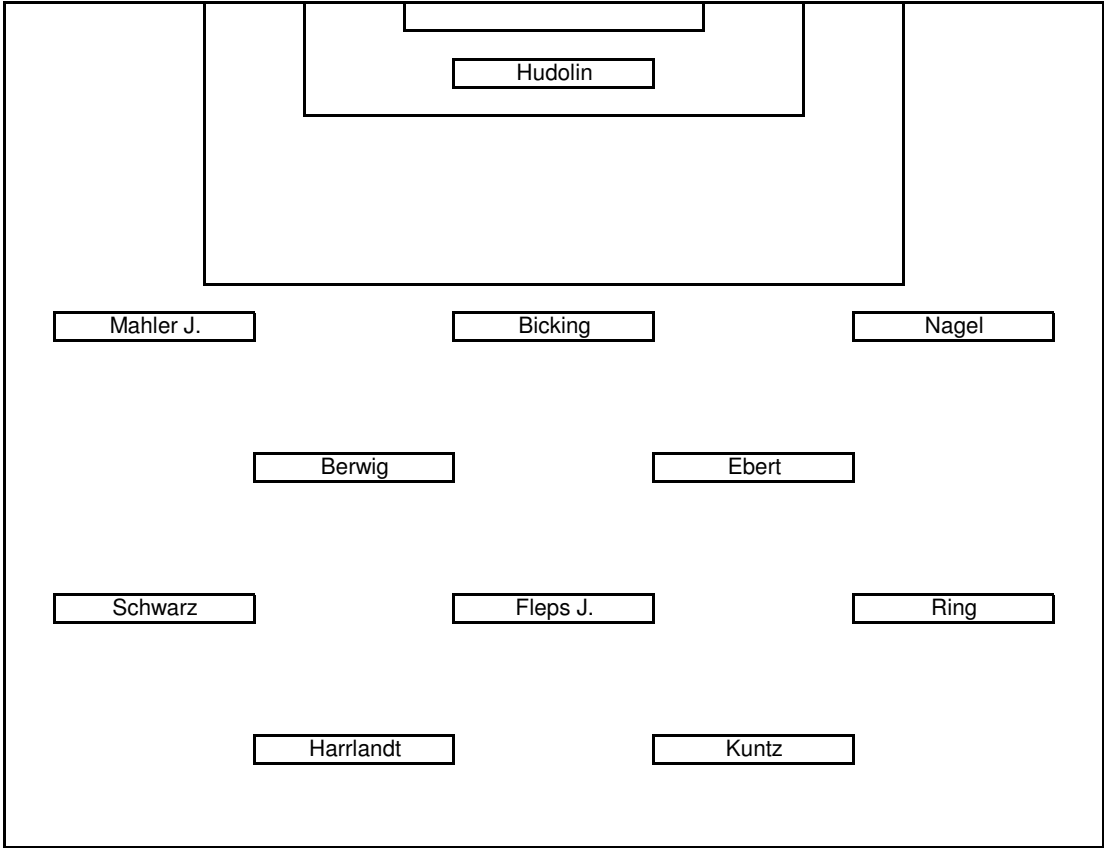 Hudolin
Mahler J.
Bicking
Nagel
Berwig
Ebert
Schwarz
Fleps J.
Ring
Harrlandt
Kuntz